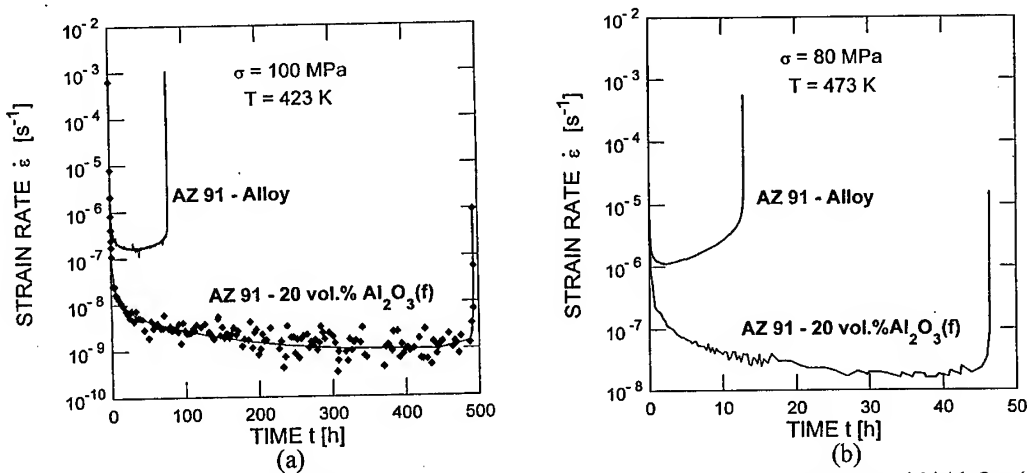 10⁻²
10⁻³
10⁻⁴
10⁻⁵
10⁻⁶
10⁻⁷
10⁻⁸
10⁻⁹
10⁻¹⁰
STRAIN RATE ε̇ [s⁻¹]
σ = 100 MPa
T = 423 K
AZ 91 - Alloy
AZ 91 - 20 vol.% Al₂O₃(f)
0 100 200 300 400 500
TIME t [h]
(a)
10⁻²
10⁻³
10⁻⁴
10⁻⁵
10⁻⁶
10⁻⁷
10⁻⁸
STRAIN RATE ε̇ [s⁻¹]
σ = 80 MPa
T = 473 K
AZ 91 - Alloy
AZ 91 - 20 vol.%Al₂O₃(f)
0 10 20 30 40 50
TIME t [h]
(b)